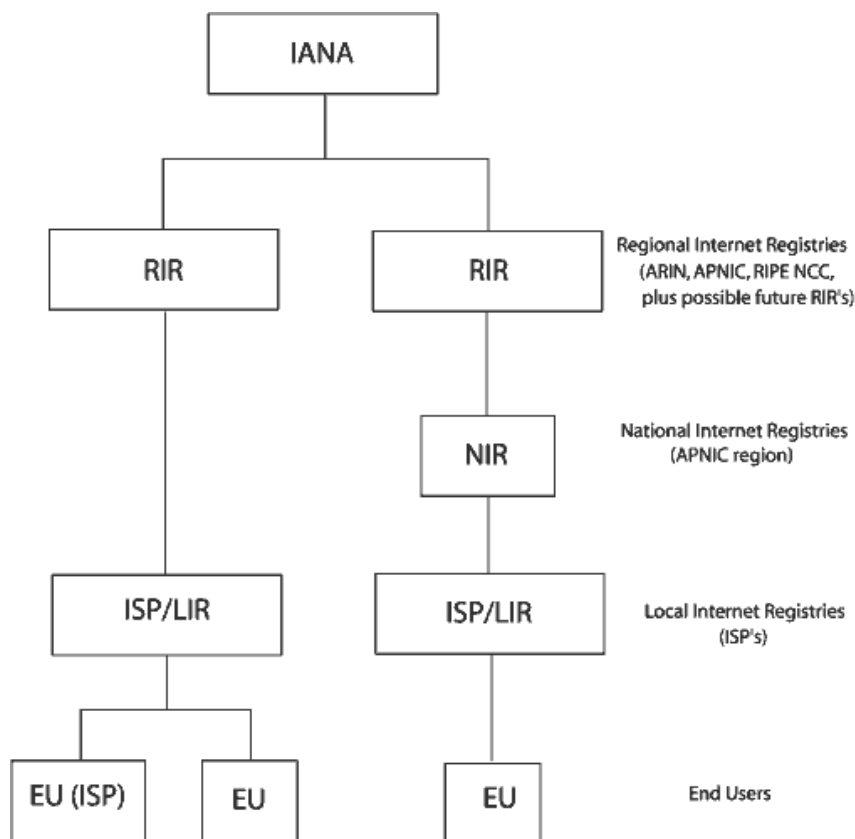 IANA
RIR
RIR
Regional Internet Registries
(ARIN, APNIC, RIPE NCC,
plus possible future RIR's)
NIR
National Internet Registries
(APNIC region)
ISP/LIR
ISP/LIR
Local Internet Registries
(ISP's)
EU (ISP)
EU
EU
End Users